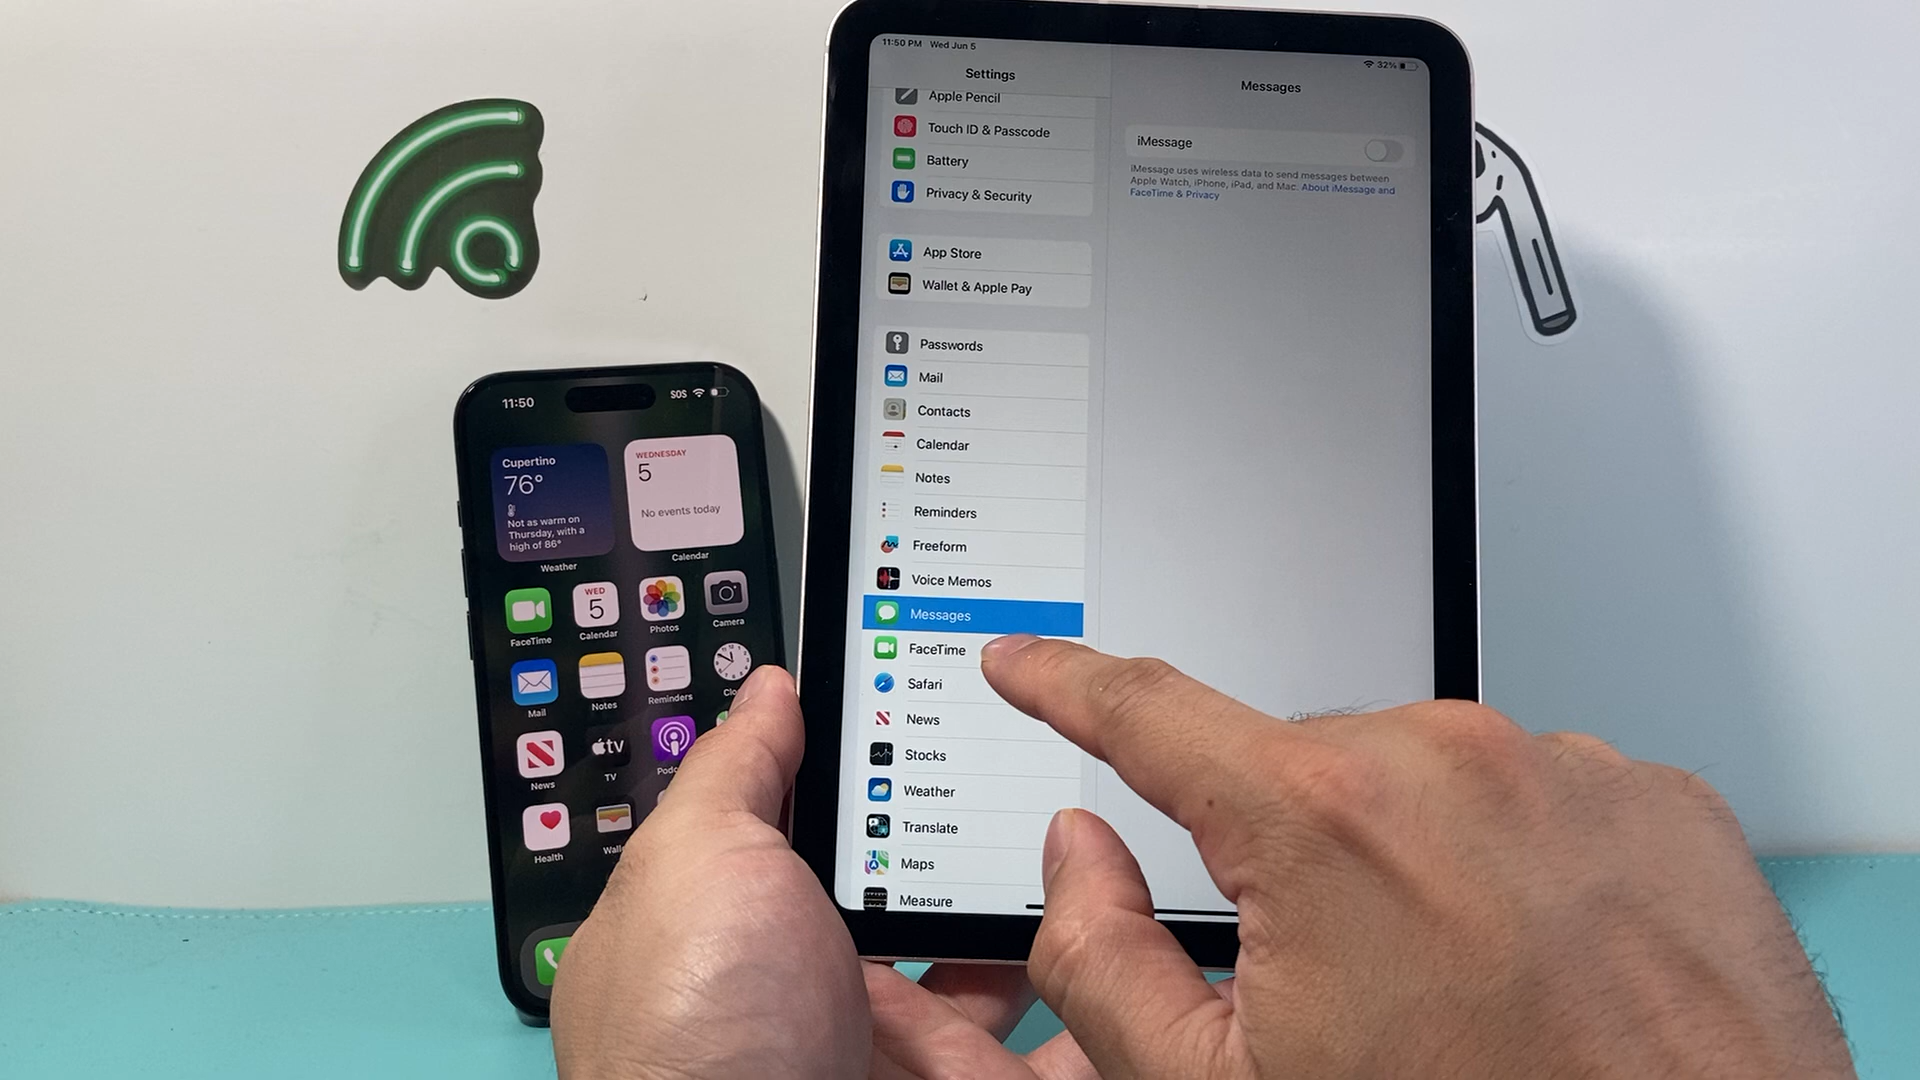 11:50 PM Wed Jun 5
32%
Settings
Apple Pencil
Touch ID & Passcode
Battery
Privacy & Security
App Store
Wallet & Apple Pay
Passwords
Mail
Contacts
Calendar
Notes
Reminders
Freeform
Voice Memos
Messages
FaceTime
Safari
News
Stocks
Weather
Translate
Maps
Measure
Messages
iMessage
iMessage uses wireless data to send messages between
Apple Watch, iPhone, iPad, and Mac. About iMessage and
FaceTime & Privacy
11:50
SOS
Cupertino
76°
Not as warm on
Thursday, with a
high of 86°
Weather
WEDNESDAY
5
No events today
Calendar
FaceTime
WED
5
Calendar
Photos
Camera
Mail
Notes
Reminders
Clo
News
tv
TV
Podc
Health
Walle